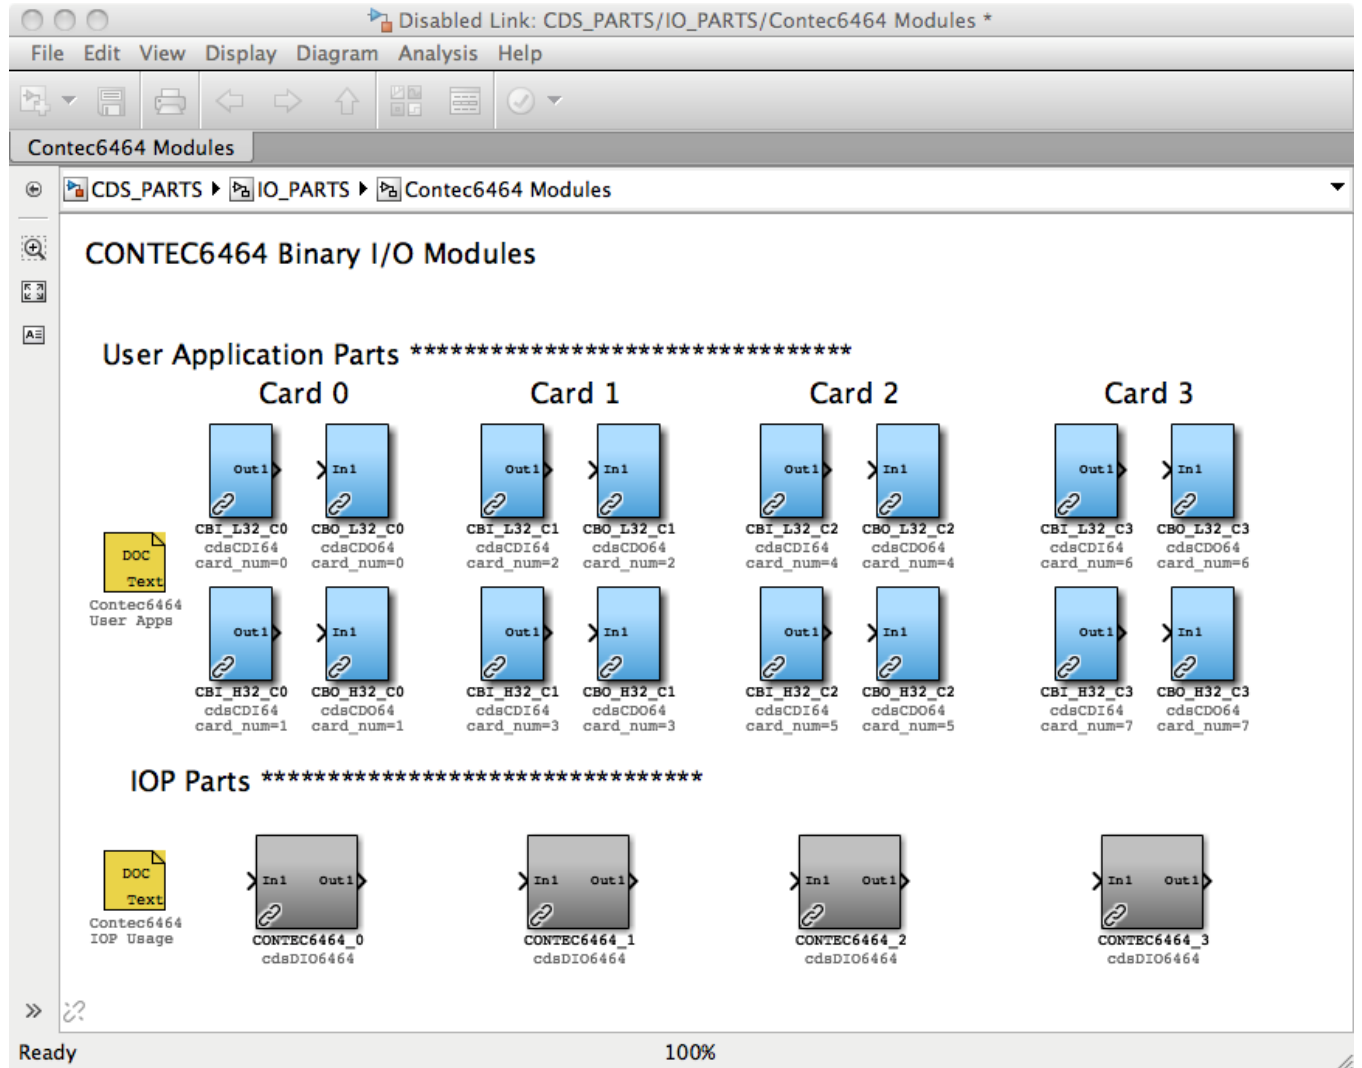 Disabled Link: CDS_PARTS/IO_PARTS/Contec6464 Modules *
File Edit View Display Diagram Analysis Help
Contec6464 Modules
CDS_PARTS IO_PARTS Contec6464 Modules
CONTEC6464 Binary I/O Modules
User Application Parts *********************************
Card 0 Card 1 Card 2 Card 3
Out1 In1 Out1 In1 Out1 In1 Out1 In1
CBI_L32_C0 CBO_L32_C0 CBI_L32_C1 CBO_L32_C1 CBI_L32_C2 CBO_L32_C2 CBI_L32_C3 CBO_L32_C3
cdsCDI64 cdsCDO64 cdsCDI64 cdsCDO64 cdsCDI64 cdsCDO64 cdsCDI64 cdsCDO64
card_num=0 card_num=0 card_num=2 card_num=2 card_num=4 card_num=4 card_num=6 card_num=6
DOC
Text
Contec6464
User Apps
Out1 In1 Out1 In1 Out1 In1 Out1 In1
CBI_H32_C0 CBO_H32_C0 CBI_H32_C1 CBO_H32_C1 CBI_H32_C2 CBO_H32_C2 CBI_H32_C3 CBO_H32_C3
cdsCDI64 cdsCDO64 cdsCDI64 cdsCDO64 cdsCDI64 cdsCDO64 cdsCDI64 cdsCDO64
card_num=1 card_num=1 card_num=3 card_num=3 card_num=5 card_num=5 card_num=7 card_num=7
IOP Parts *********************************
DOC
Text
Contec6464
IOP Usage
In1 Out1 In1 Out1 In1 Out1 In1 Out1
CONTEC6464_0 CONTEC6464_1 CONTEC6464_2 CONTEC6464_3
cdsDIO6464 cdsDIO6464 cdsDIO6464 cdsDIO6464
Ready 100%